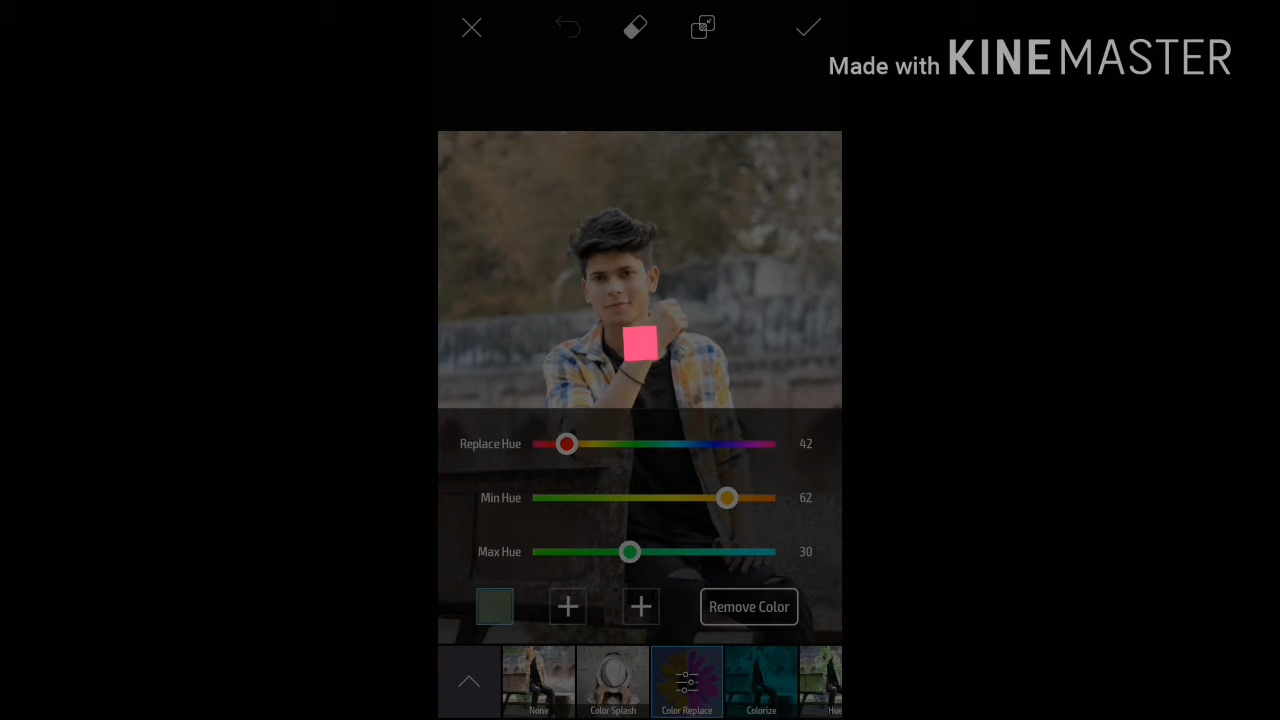 Made with KINEMASTER
Replace Hue 42
Min Hue 62
Max Hue 30
Remove Color
None Color Splash Color Replace Colorize Hue